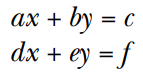 ax + by = c
dx + ey = f